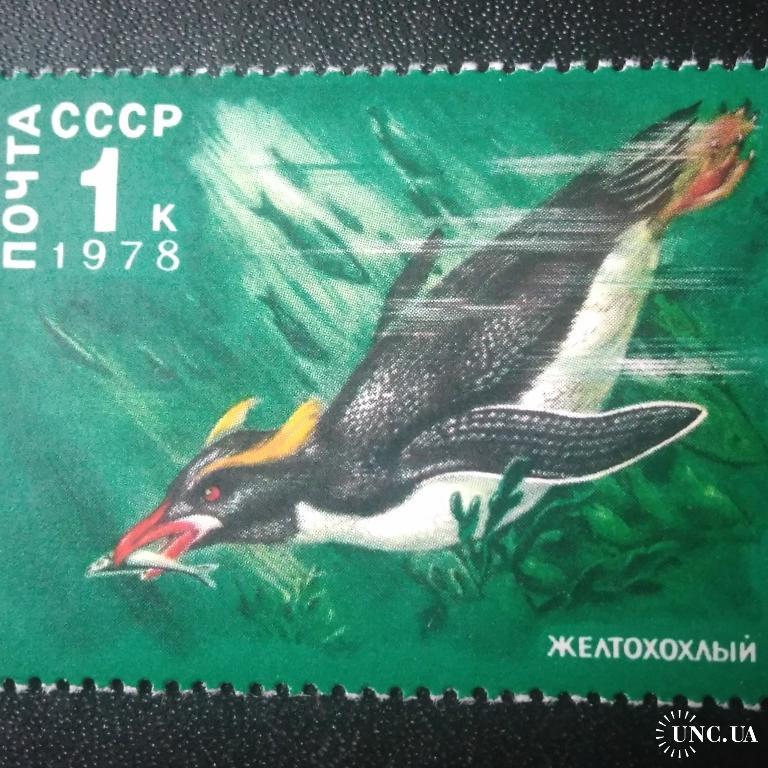 ПОЧТА
СССР
1 к
1978
ЖЕЛТОХОХЛЫЙ
UNC.UA